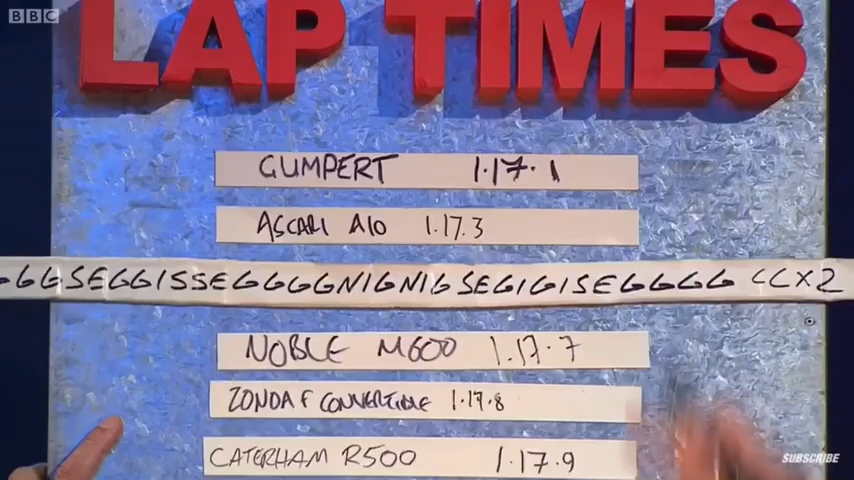 BBC
LAP TIMES
GUMPERT 1.17.1
ASCARI A10 1.17.3
GGGSEGGISSEGGGGNIGNIGSEGIGISEGGGG CCX2
NOBLE M600 1.17.7
ZONDA F CONVERTIBLE 1.17.8
CATERHAM R500 1.17.9
SUBSCRIBE